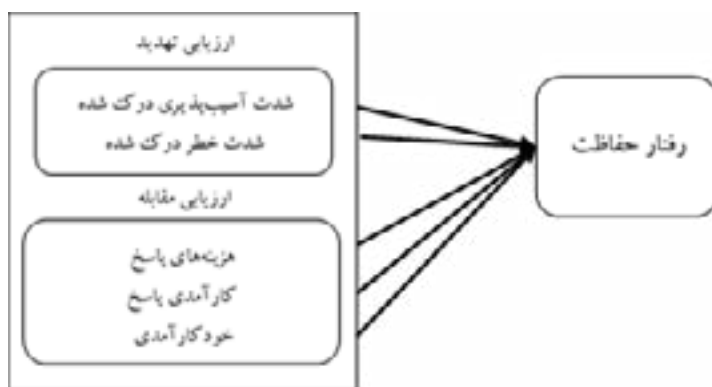 ارزیابی تهدید
شدت آسیب‌پذیری درک شده
شدت خطر درک شده
ارزیابی مقابله
هزینه‌های پاسخ
کارآمدی پاسخ
خودکارآمدی
رفتار حفاظت